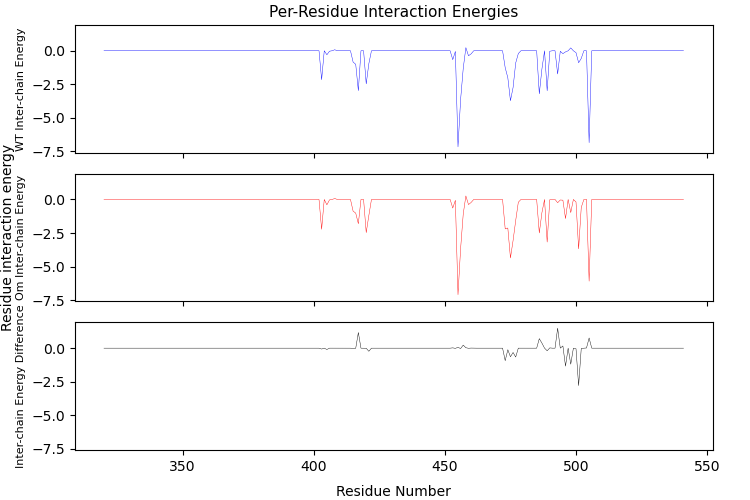 Per-Residue Interaction Energies
Residue interaction energy
WT Inter-chain Energy
0.0
−2.5
−5.0
−7.5
Om Inter-chain Energy
0.0
−2.5
−5.0
−7.5
Inter-chain Energy Difference
0.0
−2.5
−5.0
−7.5
350 400 450 500 550
Residue Number